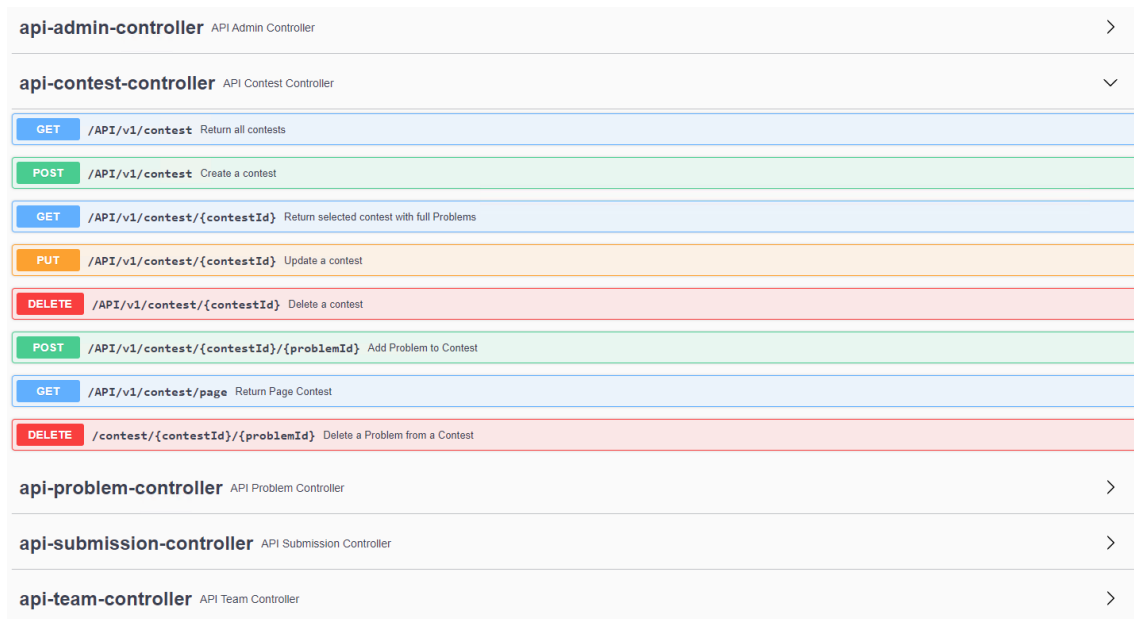 api-admin-controller API Admin Controller
api-contest-controller API Contest Controller
GET /API/v1/contest Return all contests
POST /API/v1/contest Create a contest
GET /API/v1/contest/{contestId} Return selected contest with full Problems
PUT /API/v1/contest/{contestId} Update a contest
DELETE /API/v1/contest/{contestId} Delete a contest
POST /API/v1/contest/{contestId}/{problemId} Add Problem to Contest
GET /API/v1/contest/page Return Page Contest
DELETE /contest/{contestId}/{problemId} Delete a Problem from a Contest
api-problem-controller API Problem Controller
api-submission-controller API Submission Controller
api-team-controller API Team Controller